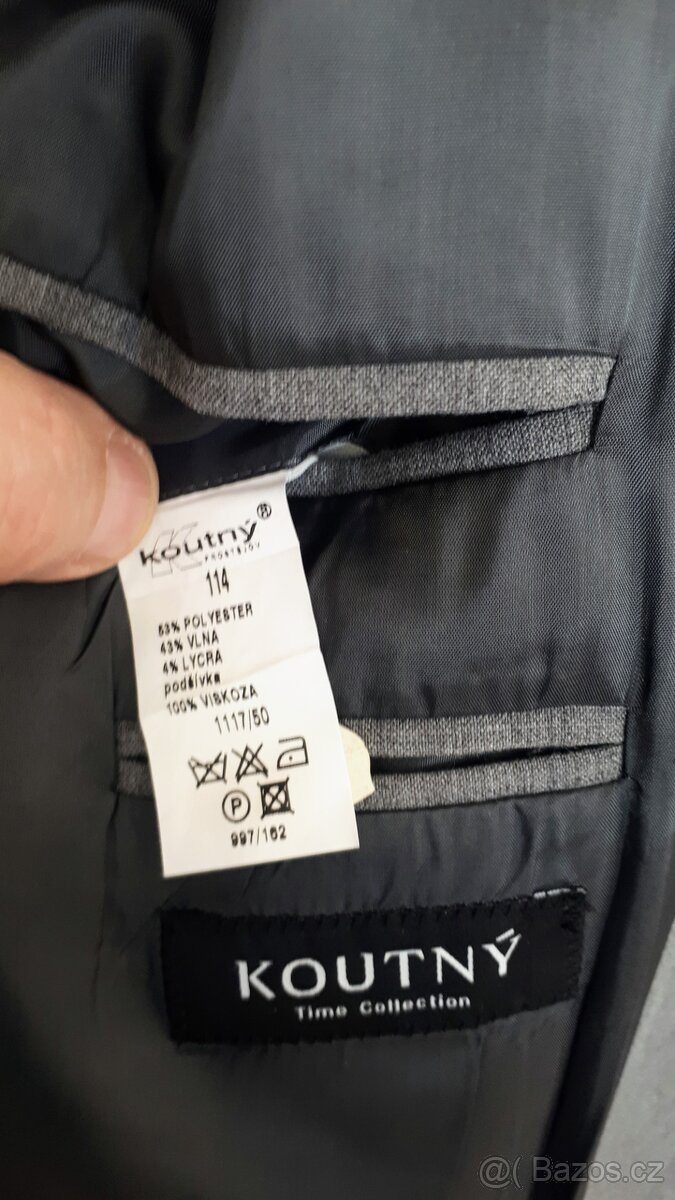 Koutný®
PROSTĚJOV
114
53% POLYESTER
43% VLNA
4% LYCRA
podšívka
100% VISKOZA
1117/50
P
997/162
KOUTNÝ
Time Collection
@( Bazos.cz